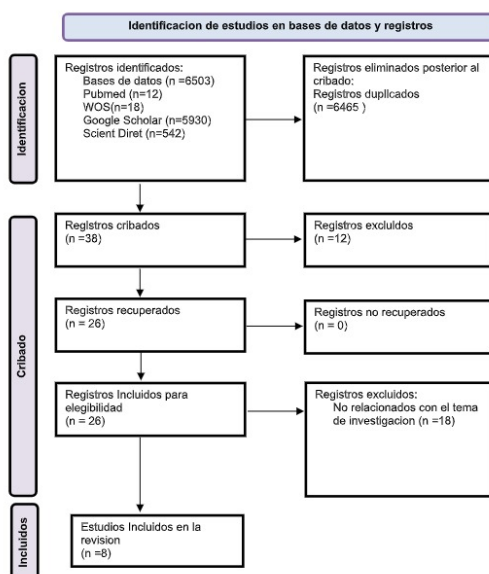 Identificacion de estudios en bases de datos y registros
Identificacion
Registros identificados:
Bases de datos (n =6503)
Pubmed (n=12)
WOS(n=18)
Google Scholar (n=5930)
Scient Diret (n=542)
Registros eliminados posterior al
cribado:
Registros duplicados
(n =6465 )
Cribado
Registros cribados
(n =38)
Registros excluidos
(n =12)
Registros recuperados
(n = 26)
Registros no recuperados
(n = 0)
Registros Incluidos para
elegibilidad
(n = 26)
Registros excluidos:
No relacionados con el tema
de investigacion (n =18)
Incluidos
Estudios Incluidos en la
revision
(n =8)